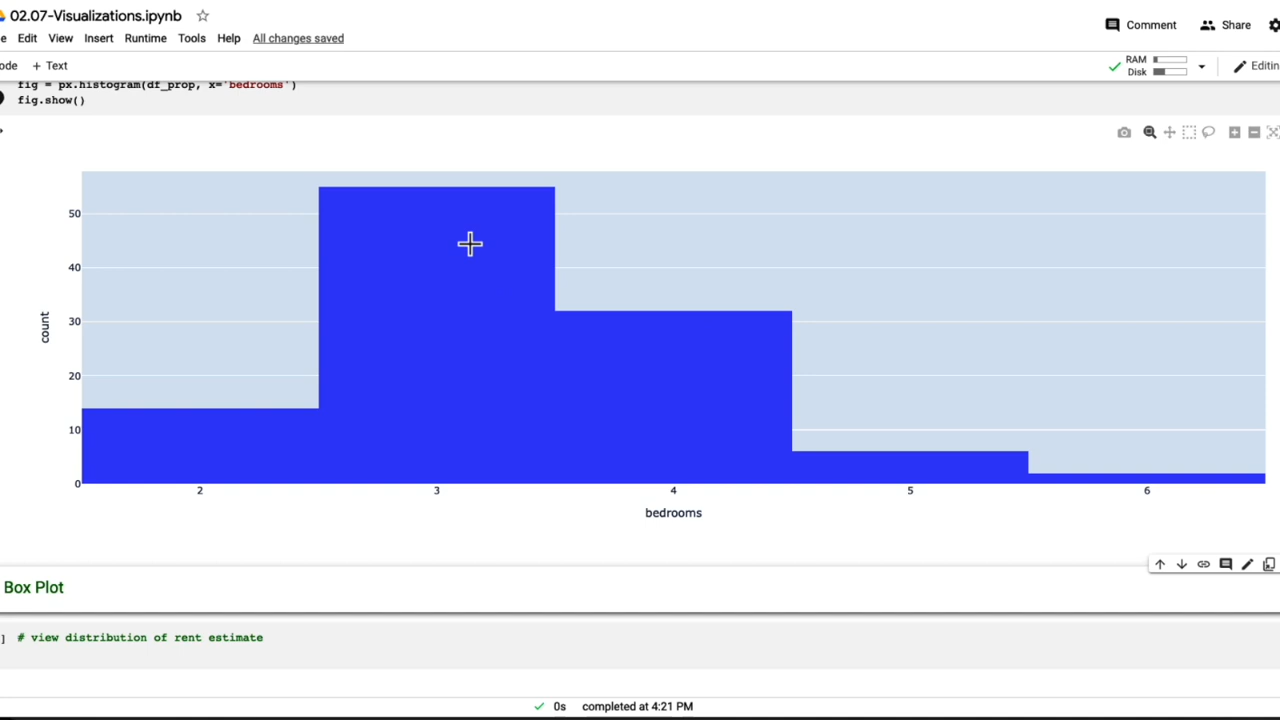 02.07-Visualizations.ipynb
Comment
Share
e Edit View Insert Runtime Tools Help All changes saved
ode + Text
RAM
Disk
Editin
fig = px.histogram(df_prop, x='bedrooms')
fig.show()
50
40
30
20
10
0
count
2 3 4 5 6
bedrooms
Box Plot
] # view distribution of rent estimate
0s completed at 4:21 PM